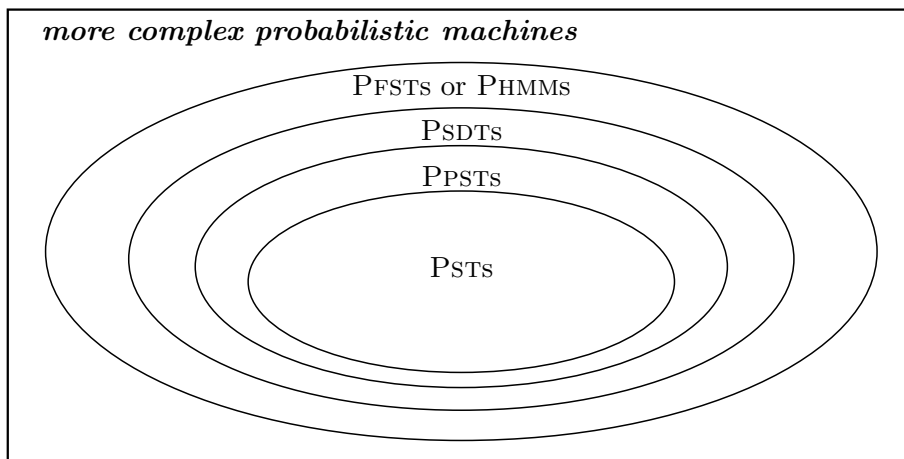 more complex probabilistic machines
PFSTs or PHMMs
PSDTs
PPSTs
PSTs